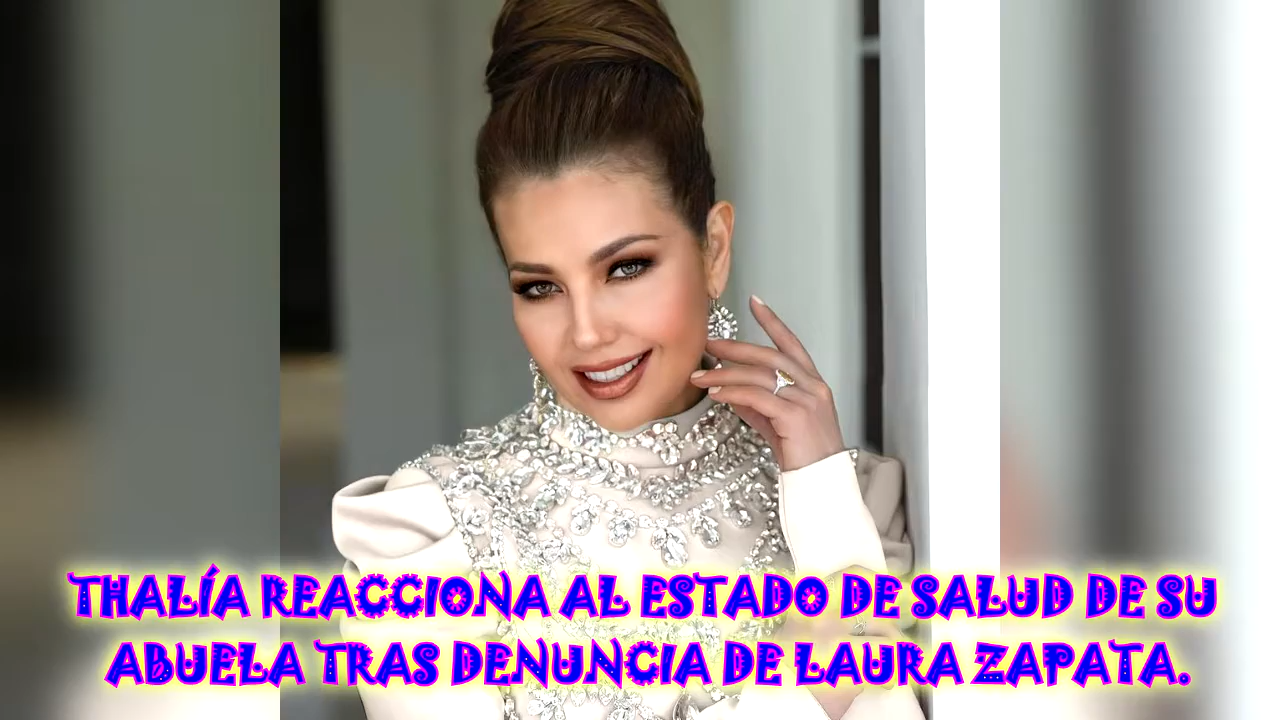 THALÍA REACCIONA AL ESTADO DE SALUD DE SU
ABUELA TRAS DENUNCIA DE LAURA ZAPATA.